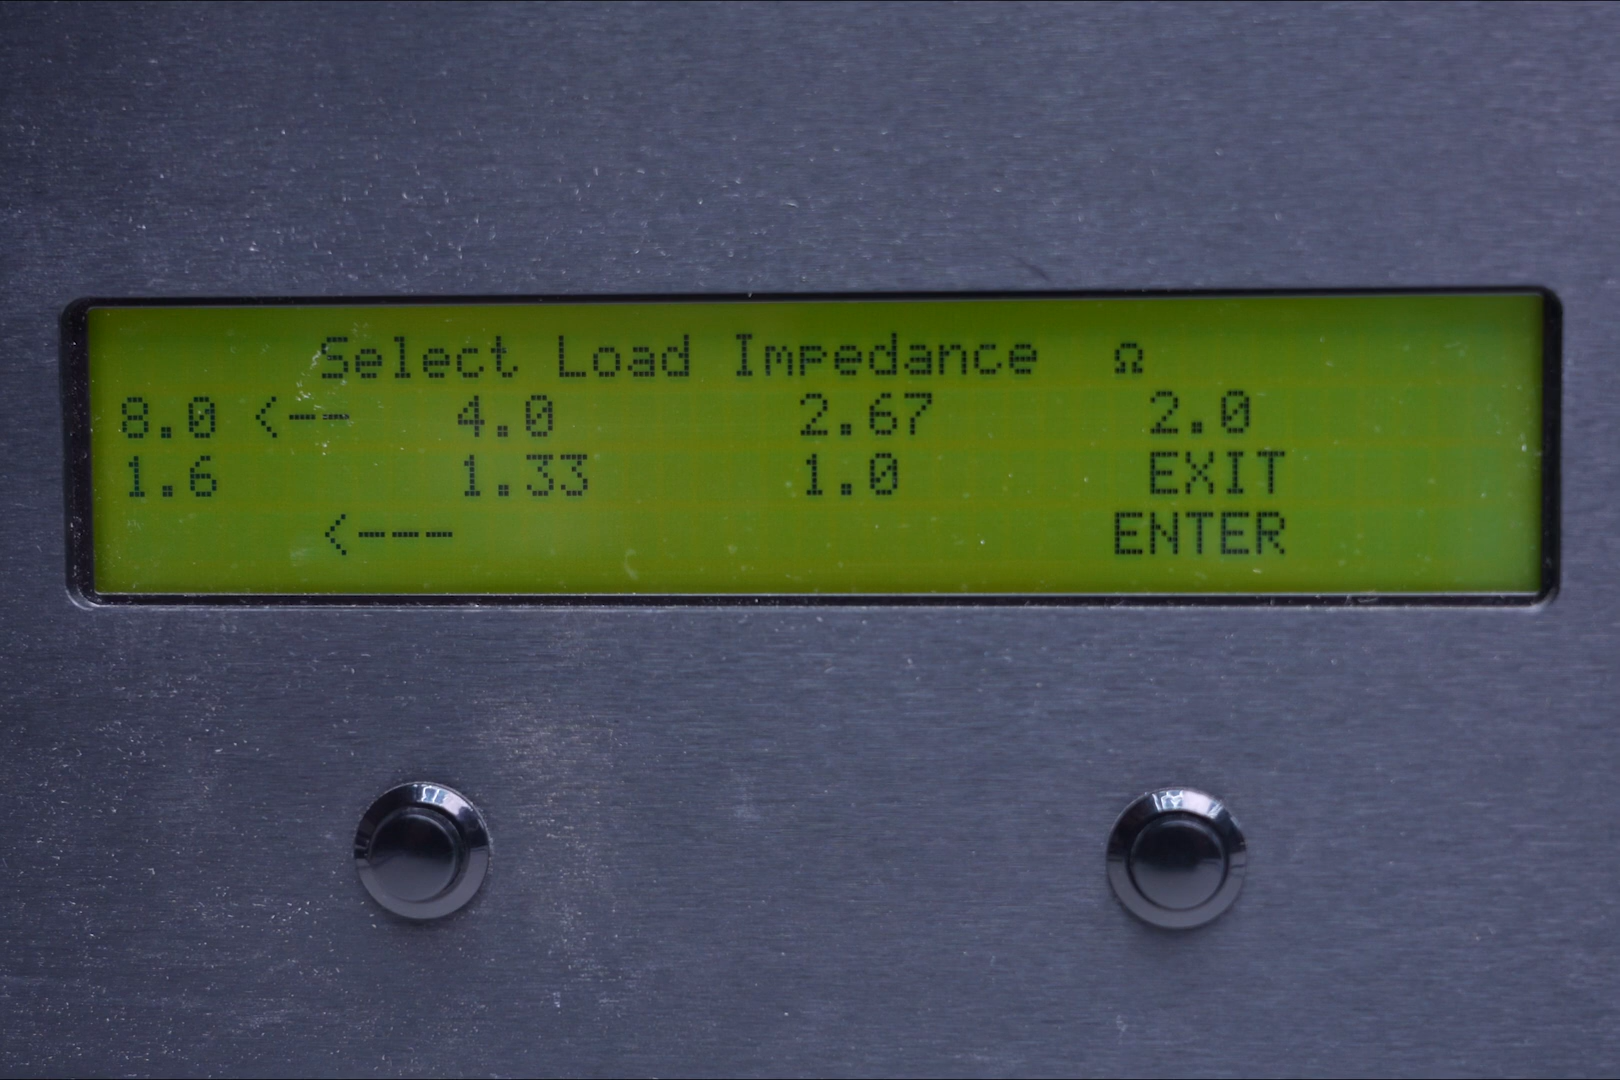 Select Load Impedance Ω
8.0 <-- 4.0 2.67 2.0
1.6 1.33 1.0 EXIT
<--- ENTER